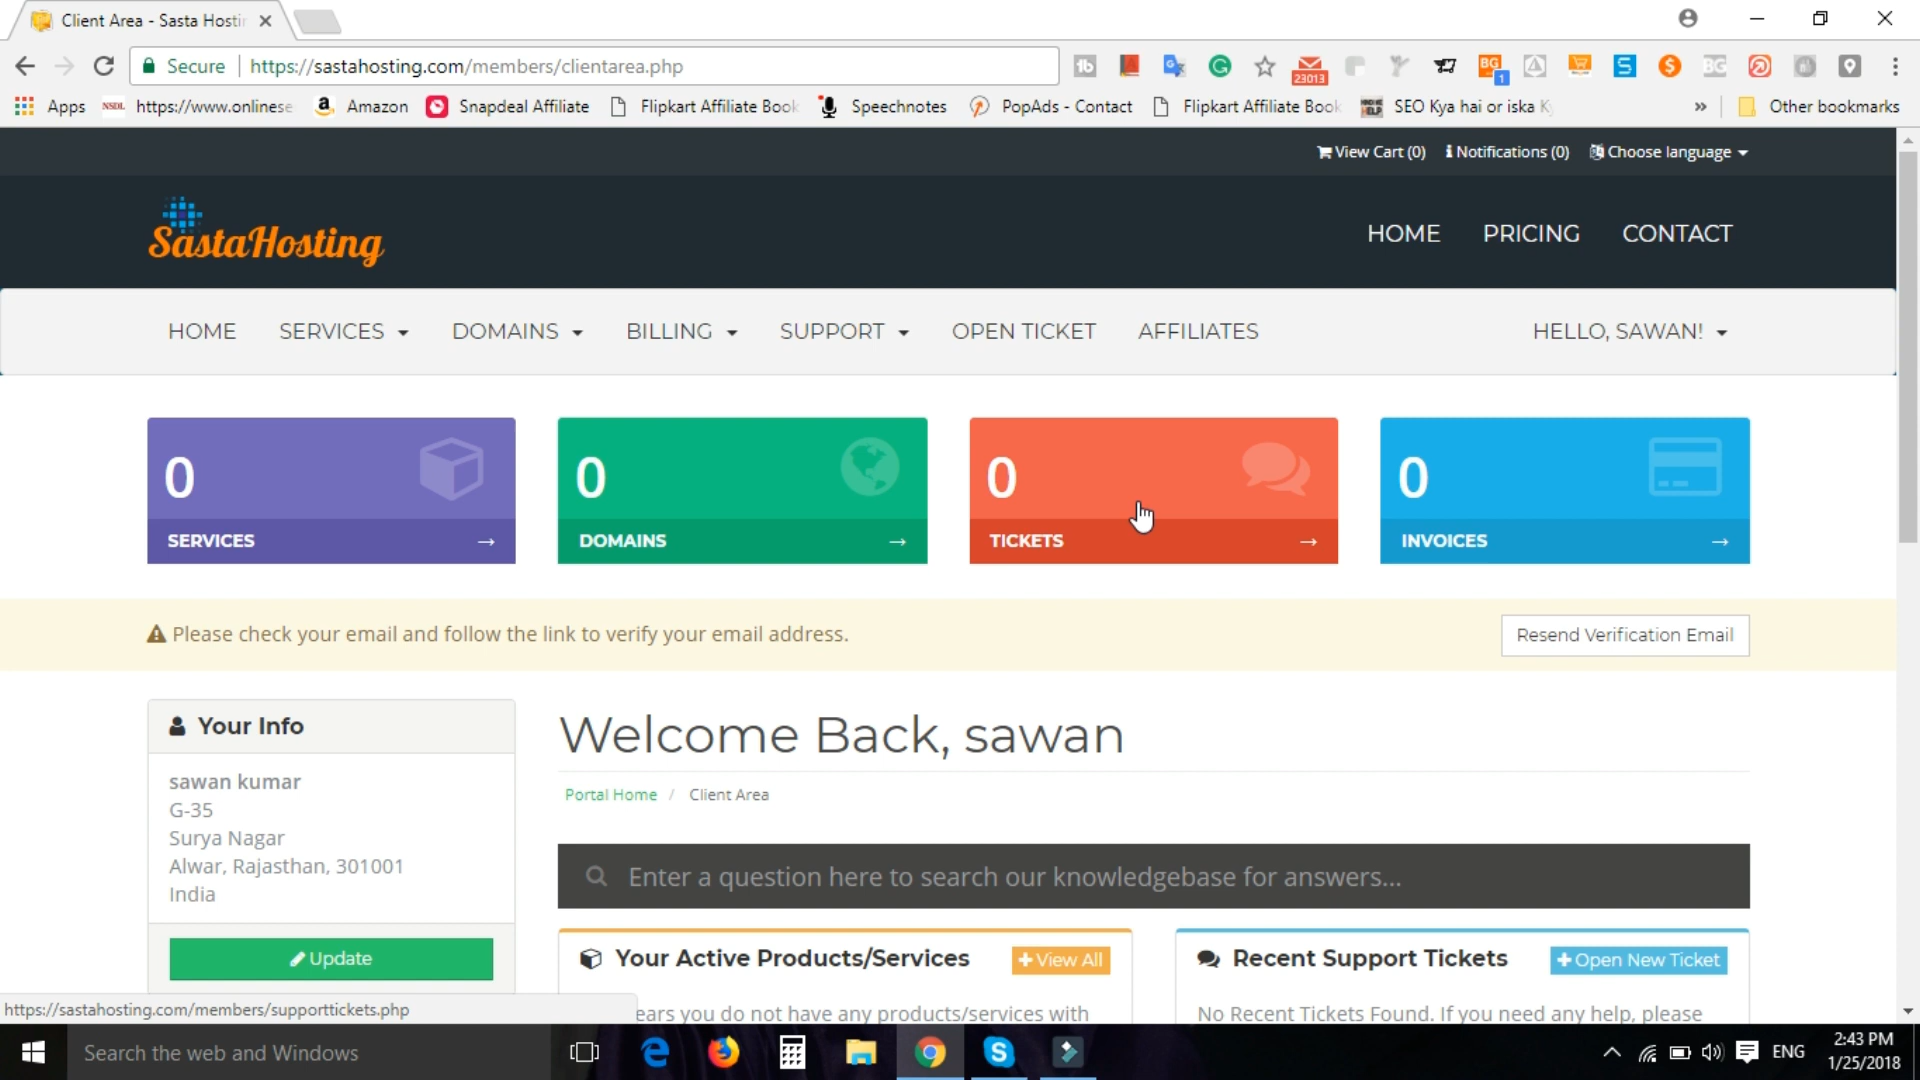 Client Area - Sasta Hostin
Secure https://sastahosting.com/members/clientarea.php
23013
BG
1
S
BG
Apps
NSDL https://www.onlinese
Amazon
Snapdeal Affiliate
Flipkart Affiliate Book
Speechnotes
PopAds - Contact
Flipkart Affiliate Book
SEO Kya hai or iska K
» Other bookmarks
View Cart (0) Notifications (0) Choose language
SastaHosting
HOME PRICING CONTACT
HOME SERVICES DOMAINS BILLING SUPPORT OPEN TICKET AFFILIATES HELLO, SAWAN!
0 0 0 0
SERVICES → DOMAINS → TICKETS → INVOICES →
Please check your email and follow the link to verify your email address.
Resend Verification Email
Your Info
sawan kumar
G-35
Surya Nagar
Alwar, Rajasthan, 301001
India
Update
Welcome Back, sawan
Portal Home / Client Area
Enter a question here to search our knowledgebase for answers...
Your Active Products/Services
+ View All
ears you do not have any products/services with
Recent Support Tickets
+ Open New Ticket
No Recent Tickets Found. If you need any help, please
https://sastahosting.com/members/supporttickets.php
Search the web and Windows
ENG
2:43 PM
1/25/2018